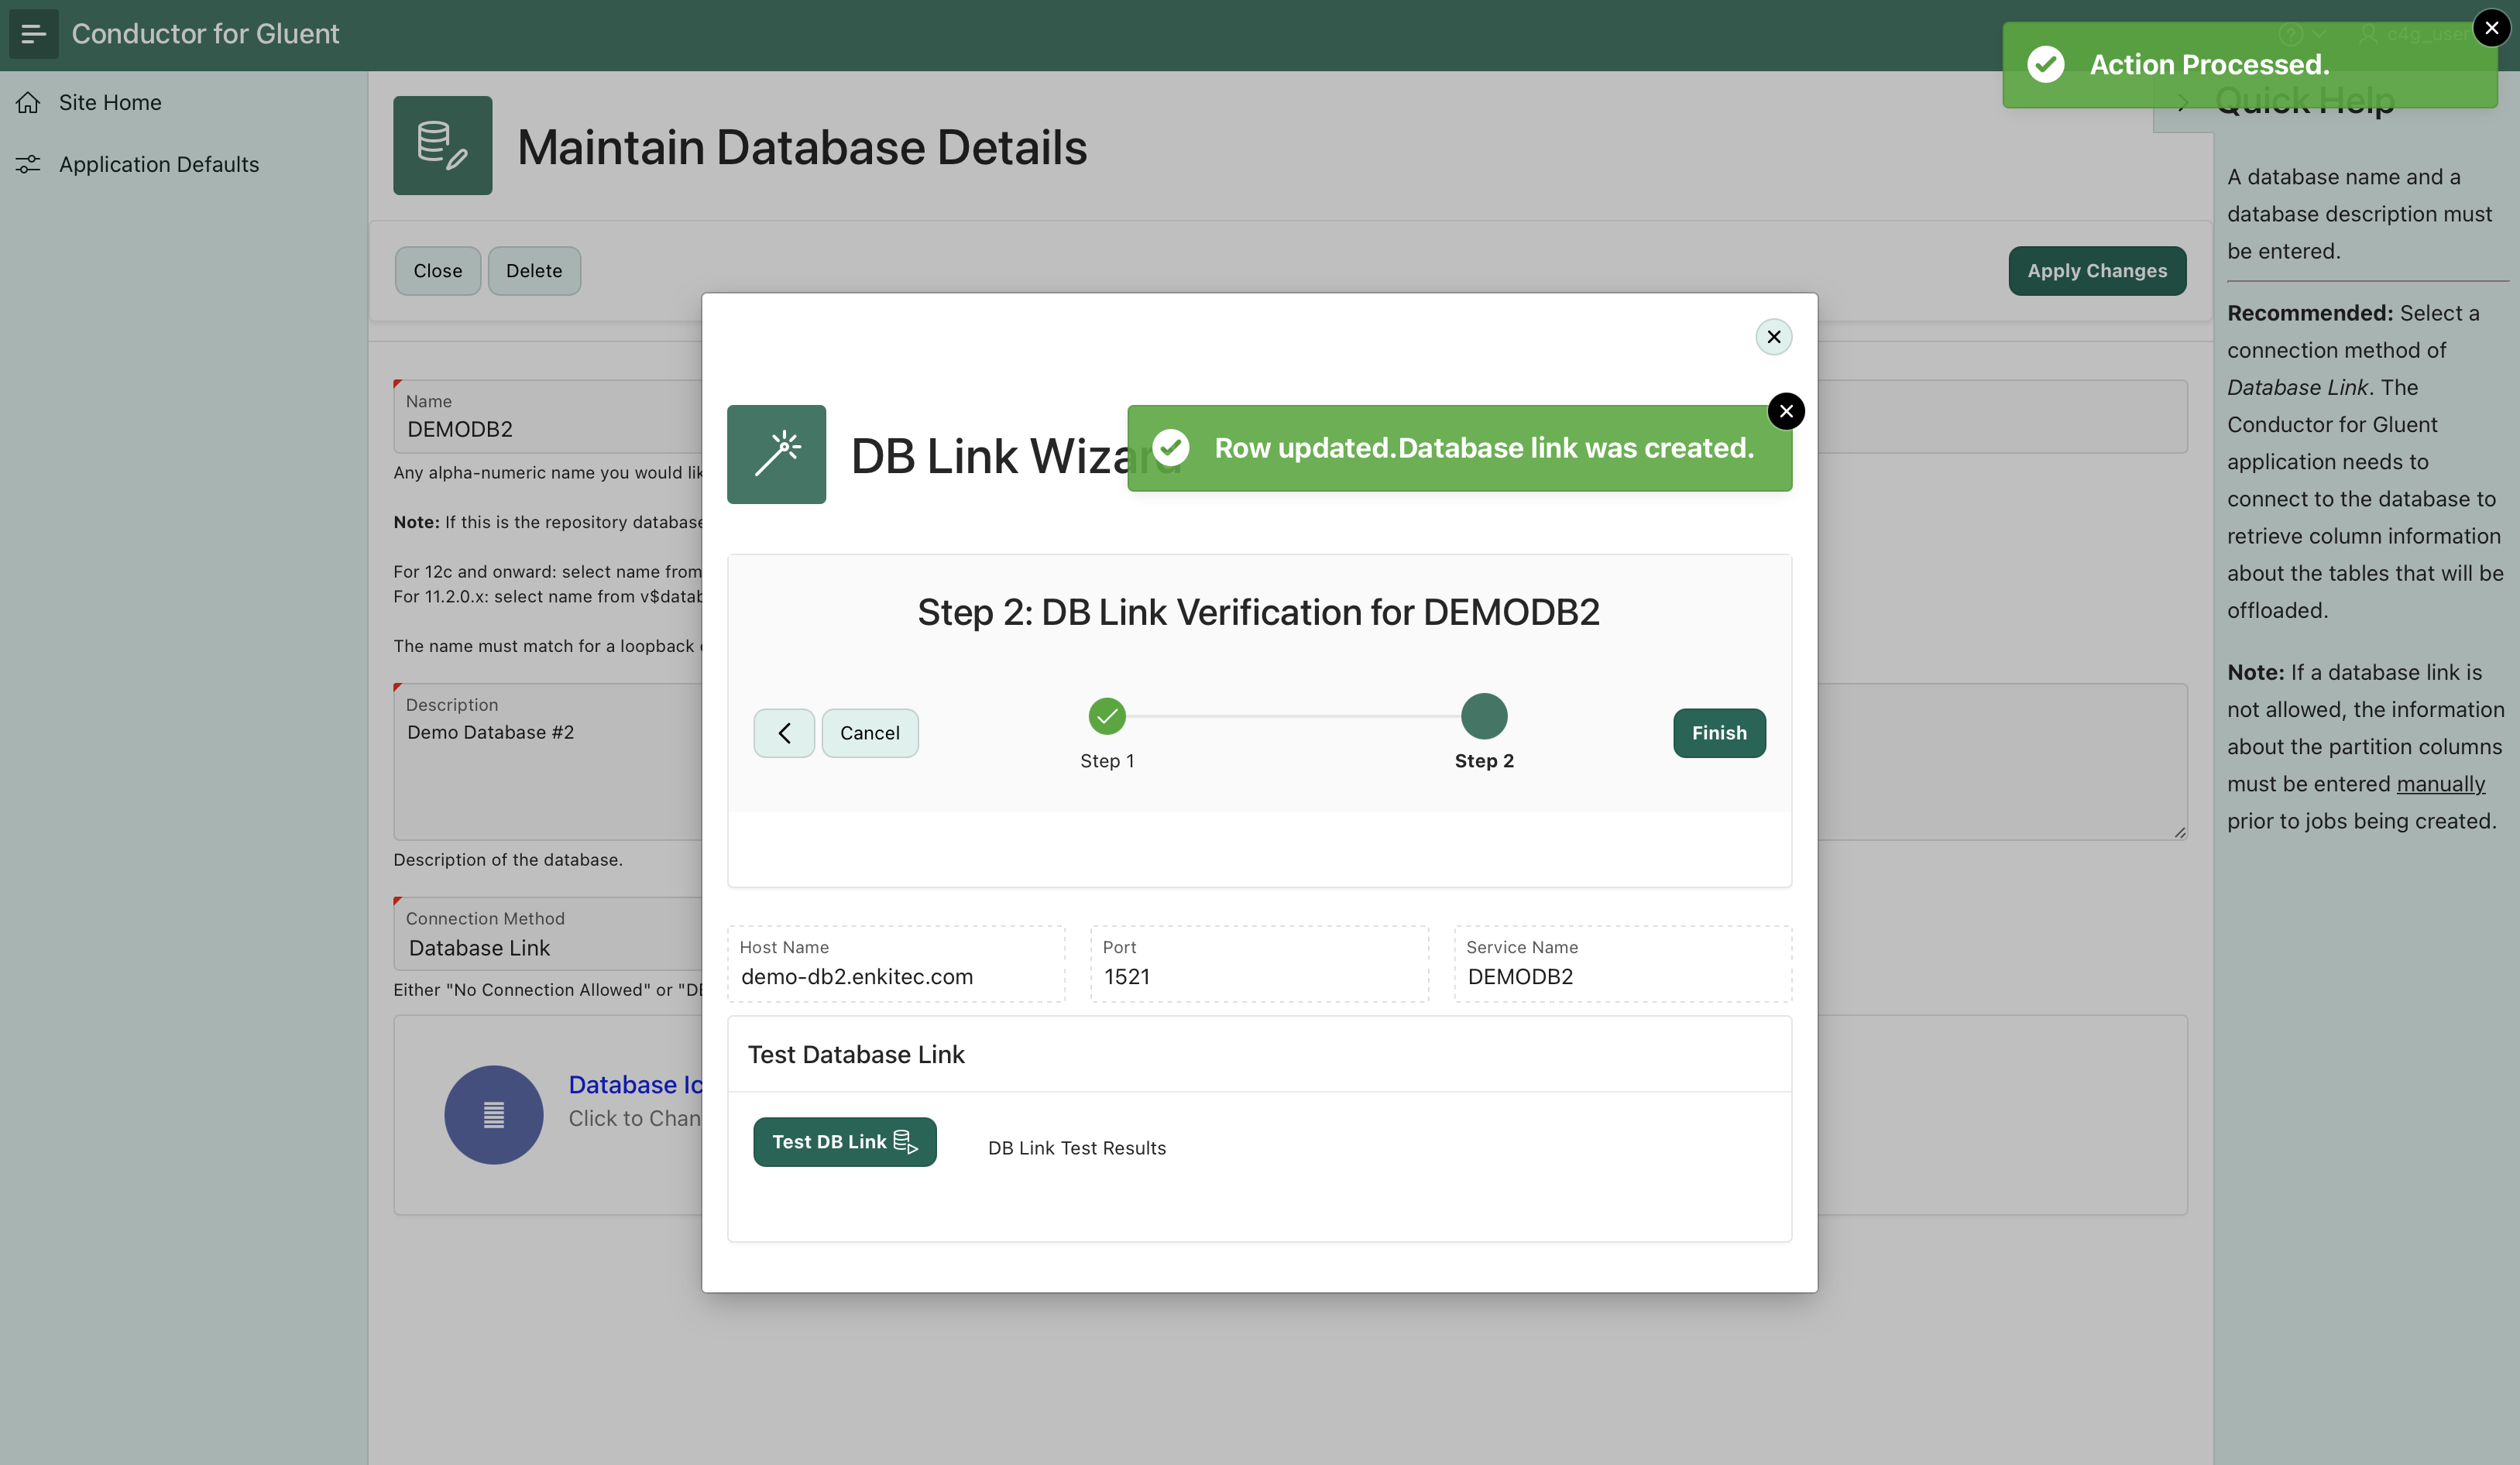 Conductor for Gluent
c4g_user
Action Processed.
Site Home
Application Defaults
Maintain Database Details
Close
Delete
Apply Changes
Name
DEMODB2
Any alpha-numeric name you would
Note: If this is the repository database
For 12c and onward: select name from
For 11.2.0.x: select name from
The name must match for a loopback
Description
Demo Database #2
Description of the database.
Connection Method
Database Link
Either "No Connection Allowed" or
Database
Click to
DB Link Wizard
Row updated.Database link was created.
Step 2: DB Link Verification for DEMODB2
Cancel
Step 1
Step 2
Finish
Host Name
demo-db2.enkitec.com
Port
1521
Service Name
DEMODB2
Test Database Link
Test DB Link
DB Link Test Results
Quick Help
A database name and a
database description must
be entered.
Recommended: Select a
connection method of
Database Link. The
Conductor for Gluent
application needs to
connect to the database to
retrieve column information
about the tables that will be
offloaded.
Note: If a database link is
not allowed, the information
about the partition columns
must be entered manually
prior to jobs being created.